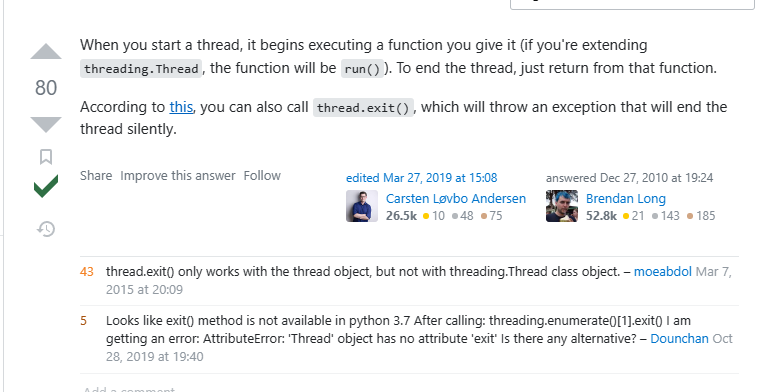 When you start a thread, it begins executing a function you give it (if you're extending
threading.Thread, the function will be run()). To end the thread, just return from that function.
80
According to this, you can also call thread.exit(), which will throw an exception that will end the
thread silently.
Share Improve this answer Follow
edited Mar 27, 2019 at 15:08
Carsten Løvbo Andersen
26.5k 10 48 75
answered Dec 27, 2010 at 19:24
Brendan Long
52.8k 21 143 185
43 thread.exit() only works with the thread object, but not with threading.Thread class object. – moeabdol Mar 7,
2015 at 20:09
5 Looks like exit() method is not available in python 3.7 After calling: threading.enumerate()[1].exit() I am
getting an error: AttributeError: 'Thread' object has no attribute 'exit' Is there any alternative? – Dounchan Oct
28, 2019 at 19:40
Add a comment